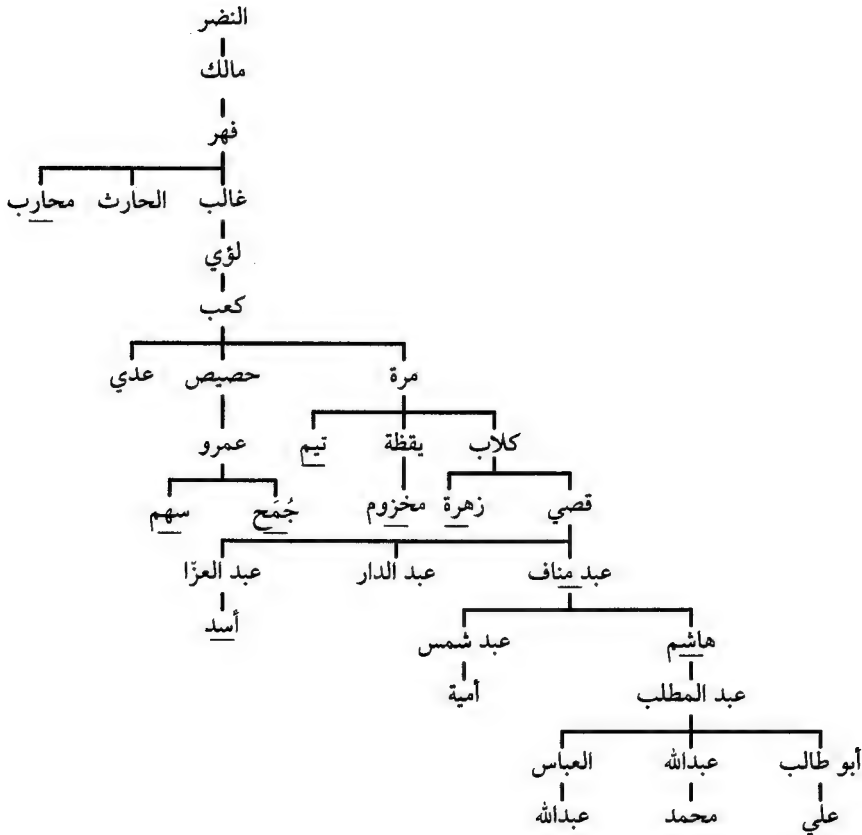 النضر
مالك
فهر
غالب الحارث محارب
لؤي
كعب
مرة حصيص عدي
كلاب يقظة تيم عمرو
قصي زهرة مخزوم جُمَح سهم
عبد مناف عبد الدار عبد العزّا
هاشم عبد شمس أسد
عبد المطلب أمية
أبو طالب عبدالله العباس
علي محمد عبدالله